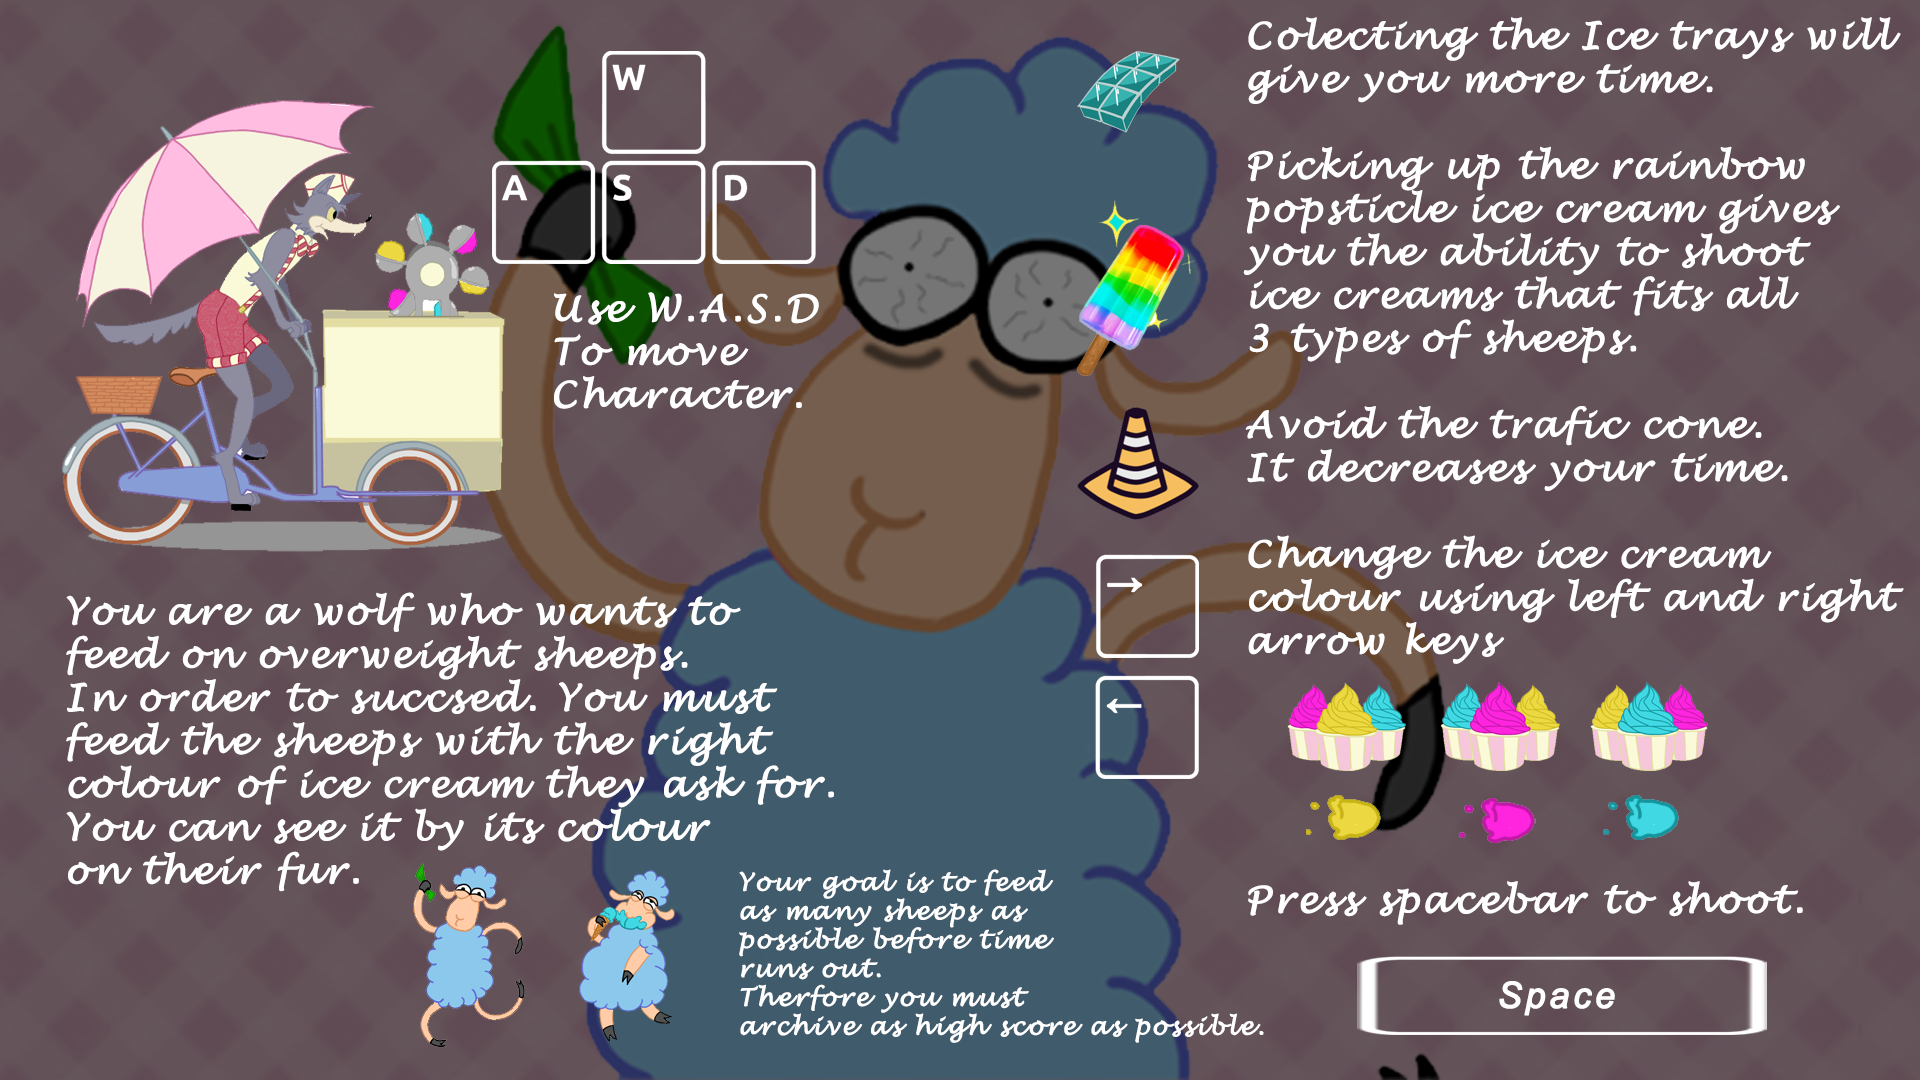 W
A
S
D
Use W.A.S.D
To move
Character.
You are a wolf who wants to
feed on overweight sheeps.
In order to succsed. You must
feed the sheeps with the right
colour of ice cream they ask for.
You can see it by its colour
on their fur.
Your goal is to feed
as many sheeps as
possible before time
runs out.
Therfore you must
archive as high score as possible.
Colecting the Ice trays will
give you more time.
Picking up the rainbow
popsticle ice cream gives
you the ability to shoot
ice creams that fits all
3 types of sheeps.
Avoid the trafic cone.
It decreases your time.
→
←
Change the ice cream
colour using left and right
arrow keys
Press spacebar to shoot.
Space